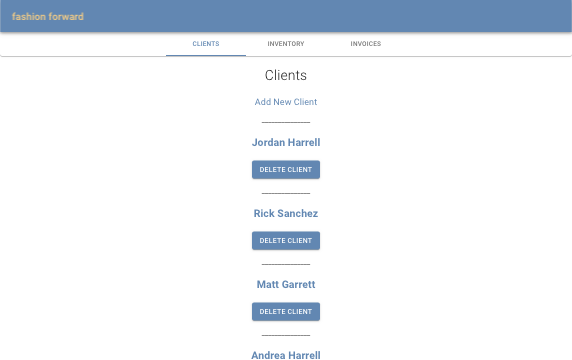 fashion forward
CLIENTS INVENTORY INVOICES
Clients
Add New Client
Jordan Harrell
DELETE CLIENT
Rick Sanchez
DELETE CLIENT
Matt Garrett
DELETE CLIENT
Andrea Harrell